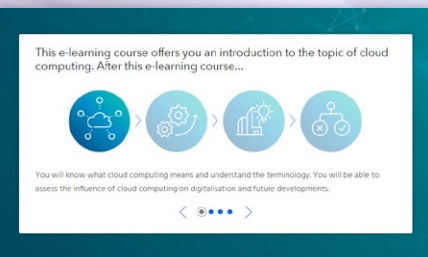 This e-learning course offers you an introduction to the topic of cloud
computing. After this e-learning course...
You will know what cloud computing means and understand the terminology. You will be able to
assess the influence of cloud computing on digitalisation and future developments.